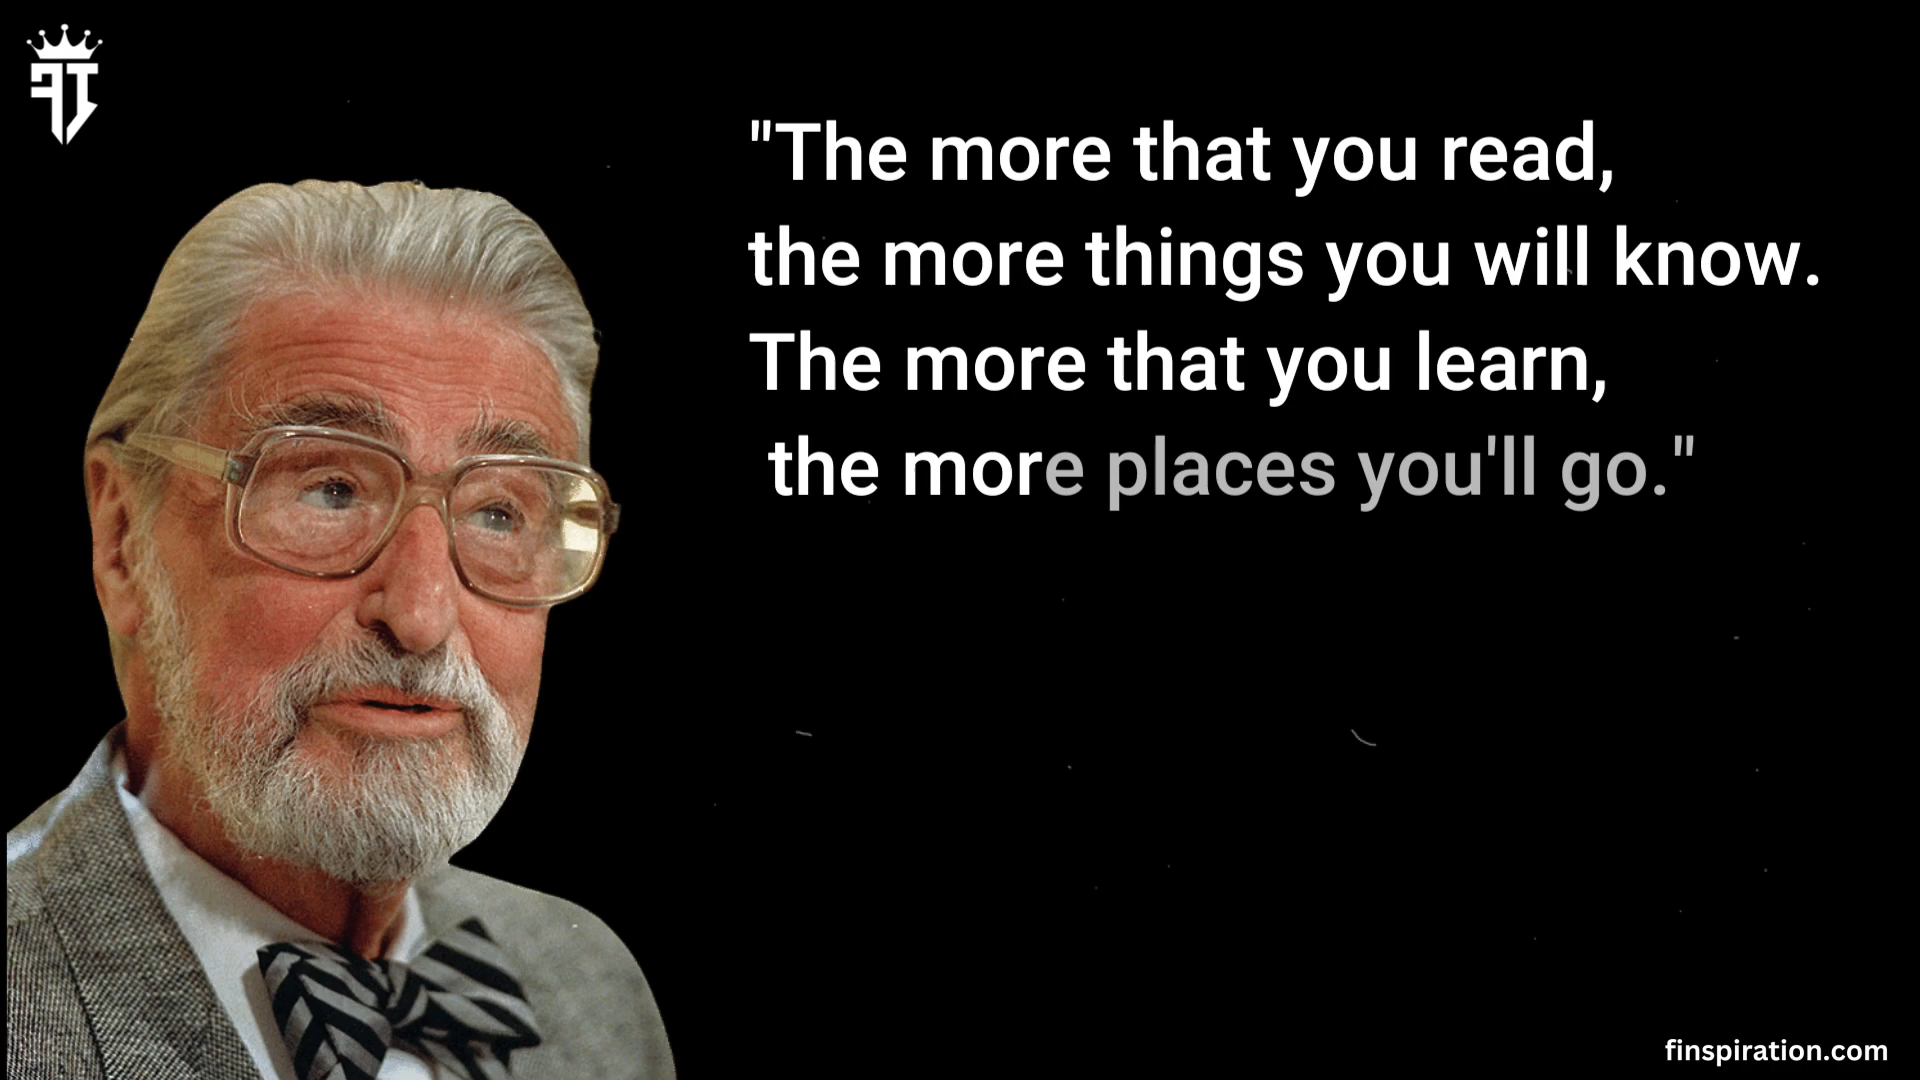 "The more that you read,
the more things you will know.
The more that you learn,
the more places you'll go."
finspiration.com